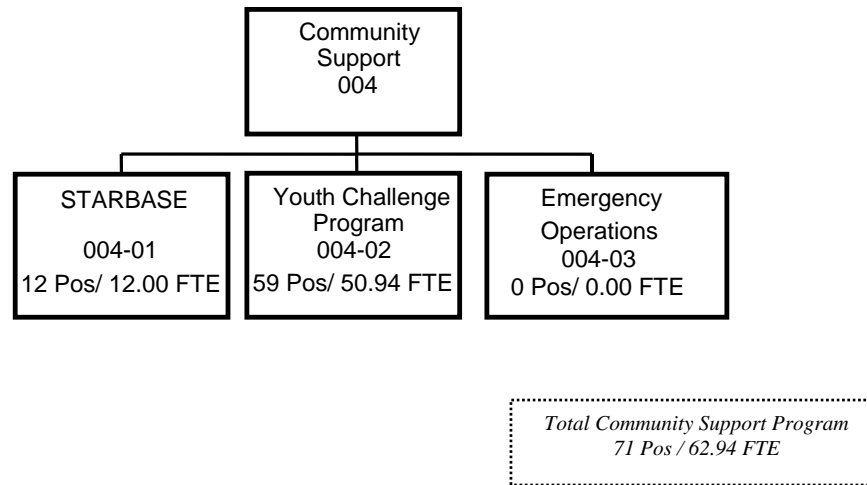 Community
Support
004
STARBASE
004-01
12 Pos/ 12.00 FTE
Youth Challenge
Program
004-02
59 Pos/ 50.94 FTE
Emergency
Operations
004-03
0 Pos/ 0.00 FTE
Total Community Support Program
71 Pos / 62.94 FTE